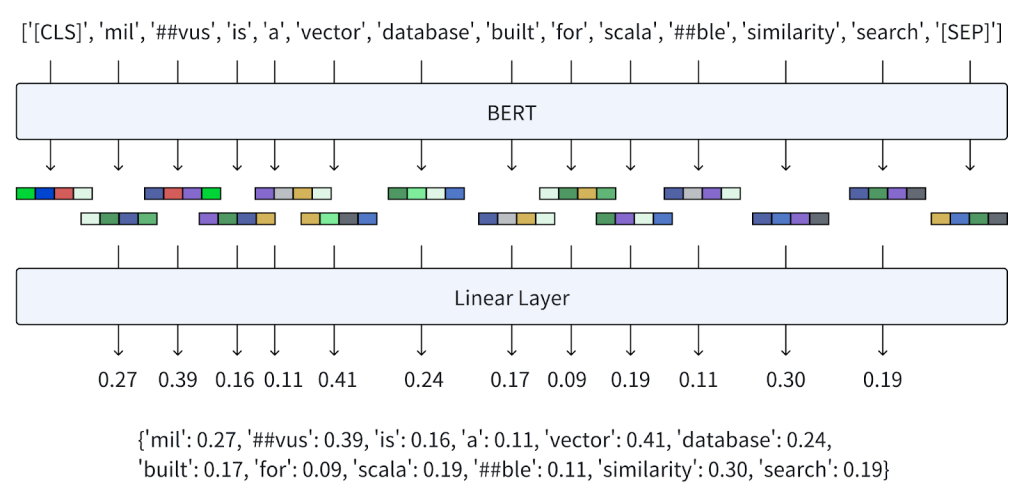 ['[CLS]', 'mil', '##vus', 'is', 'a', 'vector', 'database', 'built', 'for', 'scala', '##ble', 'similarity', 'search', '[SEP]']
BERT
Linear Layer
0.27 0.39 0.16 0.11 0.41 0.24 0.17 0.09 0.19 0.11 0.30 0.19
{'mil': 0.27, '##vus': 0.39, 'is': 0.16, 'a': 0.11, 'vector': 0.41, 'database': 0.24,
'built': 0.17, 'for': 0.09, 'scala': 0.19, '##ble': 0.11, 'similarity': 0.30, 'search': 0.19}